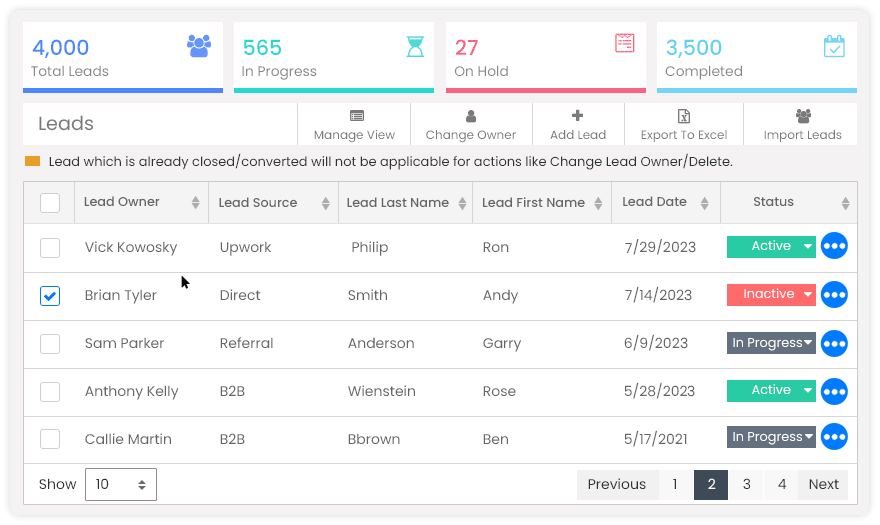 4,000
Total Leads
565
In Progress
27
On Hold
3,500
Completed
Leads
Manage View
Change Owner
Add Lead
Export To Excel
Import Leads
Lead which is already closed/converted will not be applicable for actions like Change Lead Owner/Delete.
Lead Owner Lead Source Lead Last Name Lead First Name Lead Date Status
Vick Kowosky Upwork Philip Ron 7/29/2023 Active
Brian Tyler Direct Smith Andy 7/14/2023 Inactive
Sam Parker Referral Anderson Garry 6/9/2023 In Progress
Anthony Kelly B2B Wienstein Rose 5/28/2023 Active
Callie Martin B2B Bbrown Ben 5/17/2021 In Progress
Show 10 Previous 1 2 3 4 Next